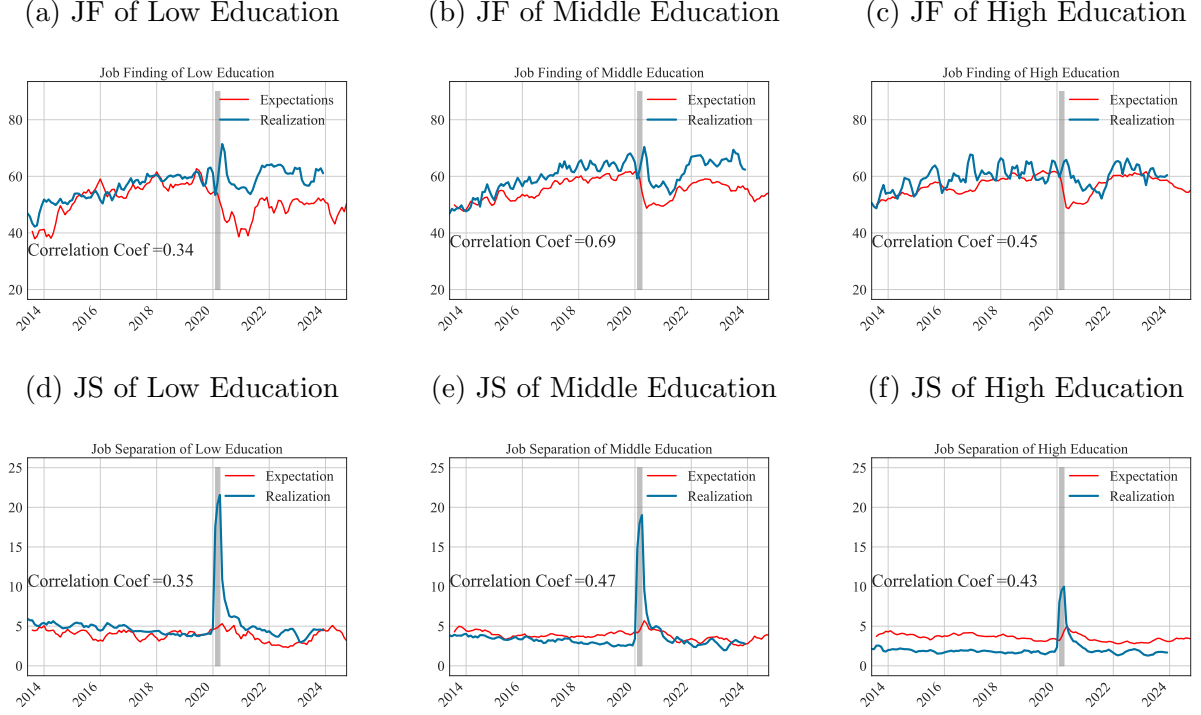 (a) JF of Low Education
(b) JF of Middle Education
(c) JF of High Education
Job Finding of Low Education
Expectations
Realization
80
60
40
20
Correlation Coef =0.34
2014
2016
2018
2020
2022
2024
Job Finding of Middle Education
Expectation
Realization
80
60
40
20
Correlation Coef =0.69
2014
2016
2018
2020
2022
2024
Job Finding of High Education
Expectation
Realization
80
60
40
20
Correlation Coef =0.45
2014
2016
2018
2020
2022
2024
(d) JS of Low Education
(e) JS of Middle Education
(f) JS of High Education
Job Separation of Low Education
Expectation
Realization
25
20
15
10
5
0
Correlation Coef =0.35
2014
2016
2018
2020
2022
2024
Job Separation of Middle Education
Expectation
Realization
25
20
15
10
5
0
Correlation Coef =0.47
2014
2016
2018
2020
2022
2024
Job Separation of High Education
Expectation
Realization
25
20
15
10
5
0
Correlation Coef =0.43
2014
2016
2018
2020
2022
2024